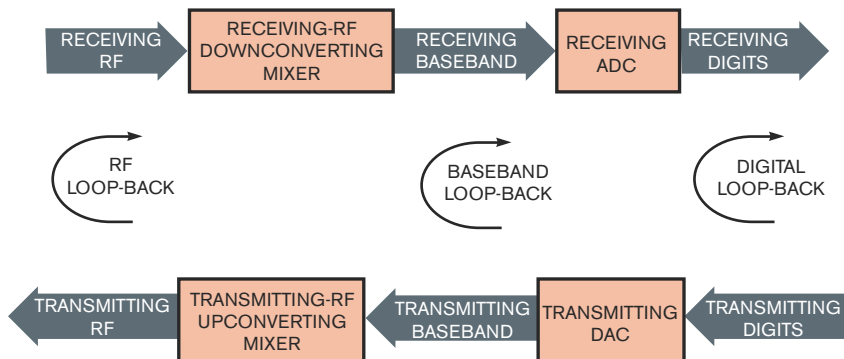 RECEIVING
RF
RECEIVING-RF
DOWNCONVERTING
MIXER
RECEIVING
BASEBAND
RECEIVING
ADC
RECEIVING
DIGITS
RF
LOOP-BACK
BASEBAND
LOOP-BACK
DIGITAL
LOOP-BACK
TRANSMITTING
RF
TRANSMITTING-RF
UPCONVERTING
MIXER
TRANSMITTING
BASEBAND
TRANSMITTING
DAC
TRANSMITTING
DIGITS